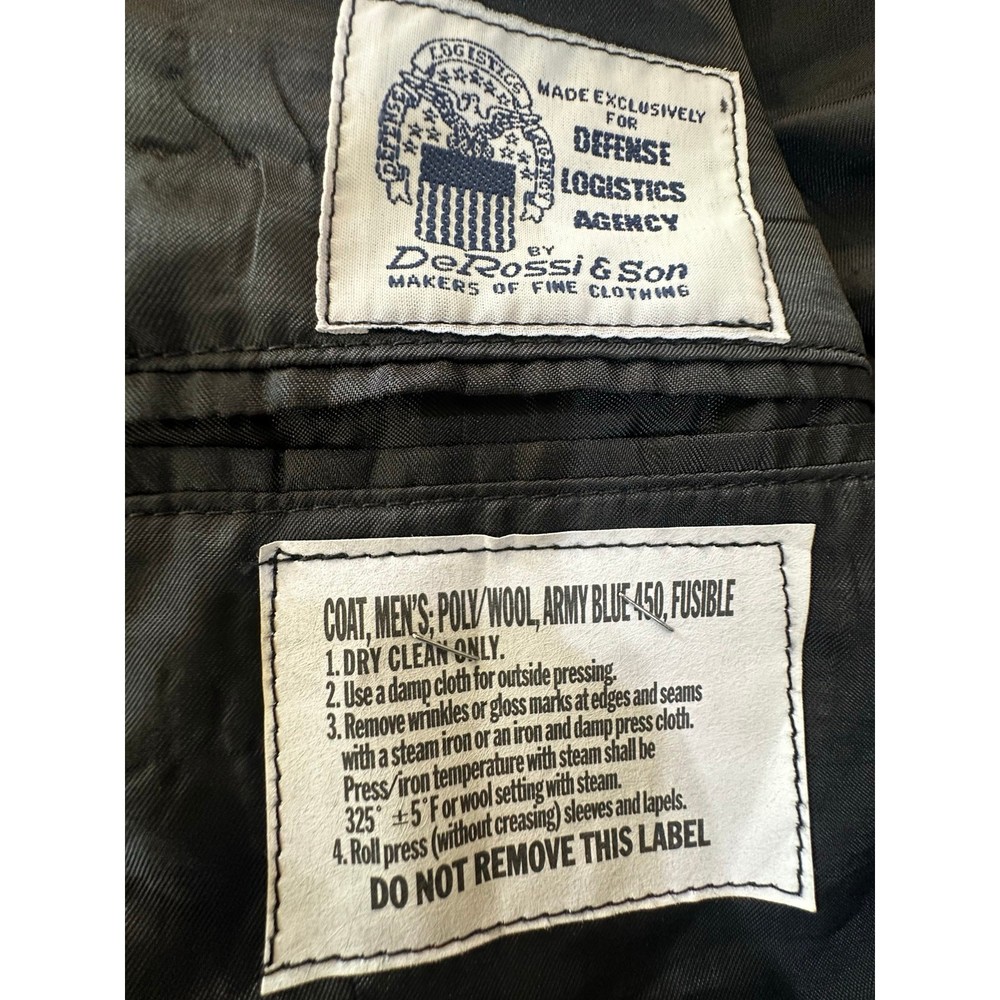 LOGISTICS
DEFENSE
AGENCY
MADE EXCLUSIVELY
FOR
DEFENSE
LOGISTICS
AGENCY
BY
DeRossi & Son
MAKERS OF FINE CLOTHING
COAT, MEN'S; POLY/WOOL, ARMY BLUE 450, FUSIBLE
1. DRY CLEAN ONLY.
2. Use a damp cloth for outside pressing.
3. Remove wrinkles or gloss marks at edges and seams
with a steam iron or an iron and damp press cloth.
Press/iron temperature with steam shall be
325° ±5°F or wool setting with steam.
4. Roll press (without creasing) sleeves and lapels.
DO NOT REMOVE THIS LABEL